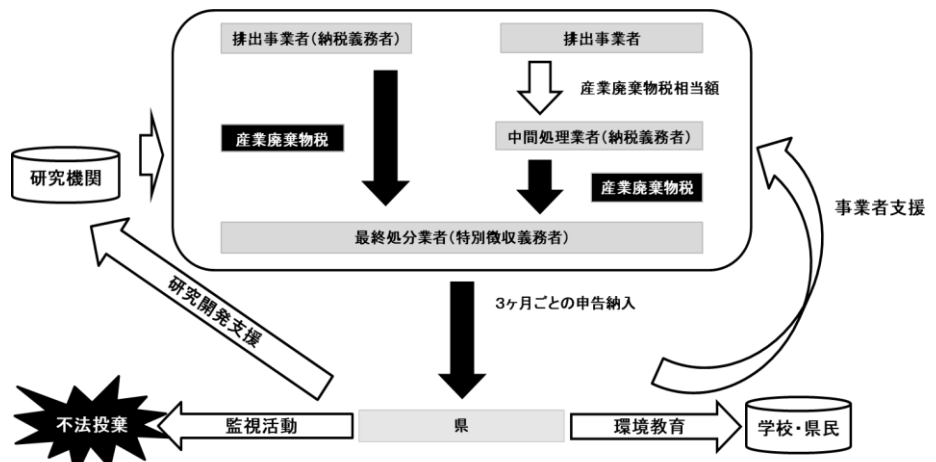 排出事業者(納税義務者)
排出事業者
産業廃棄物税相当額
産業廃棄物税
中間処理業者(納税義務者)
産業廃棄物税
研究機関
事業者支援
最終処分業者(特別徴収義務者)
研究開発支援
3ヶ月ごとの申告納入
不法投棄
監視活動
県
環境教育
学校・県民